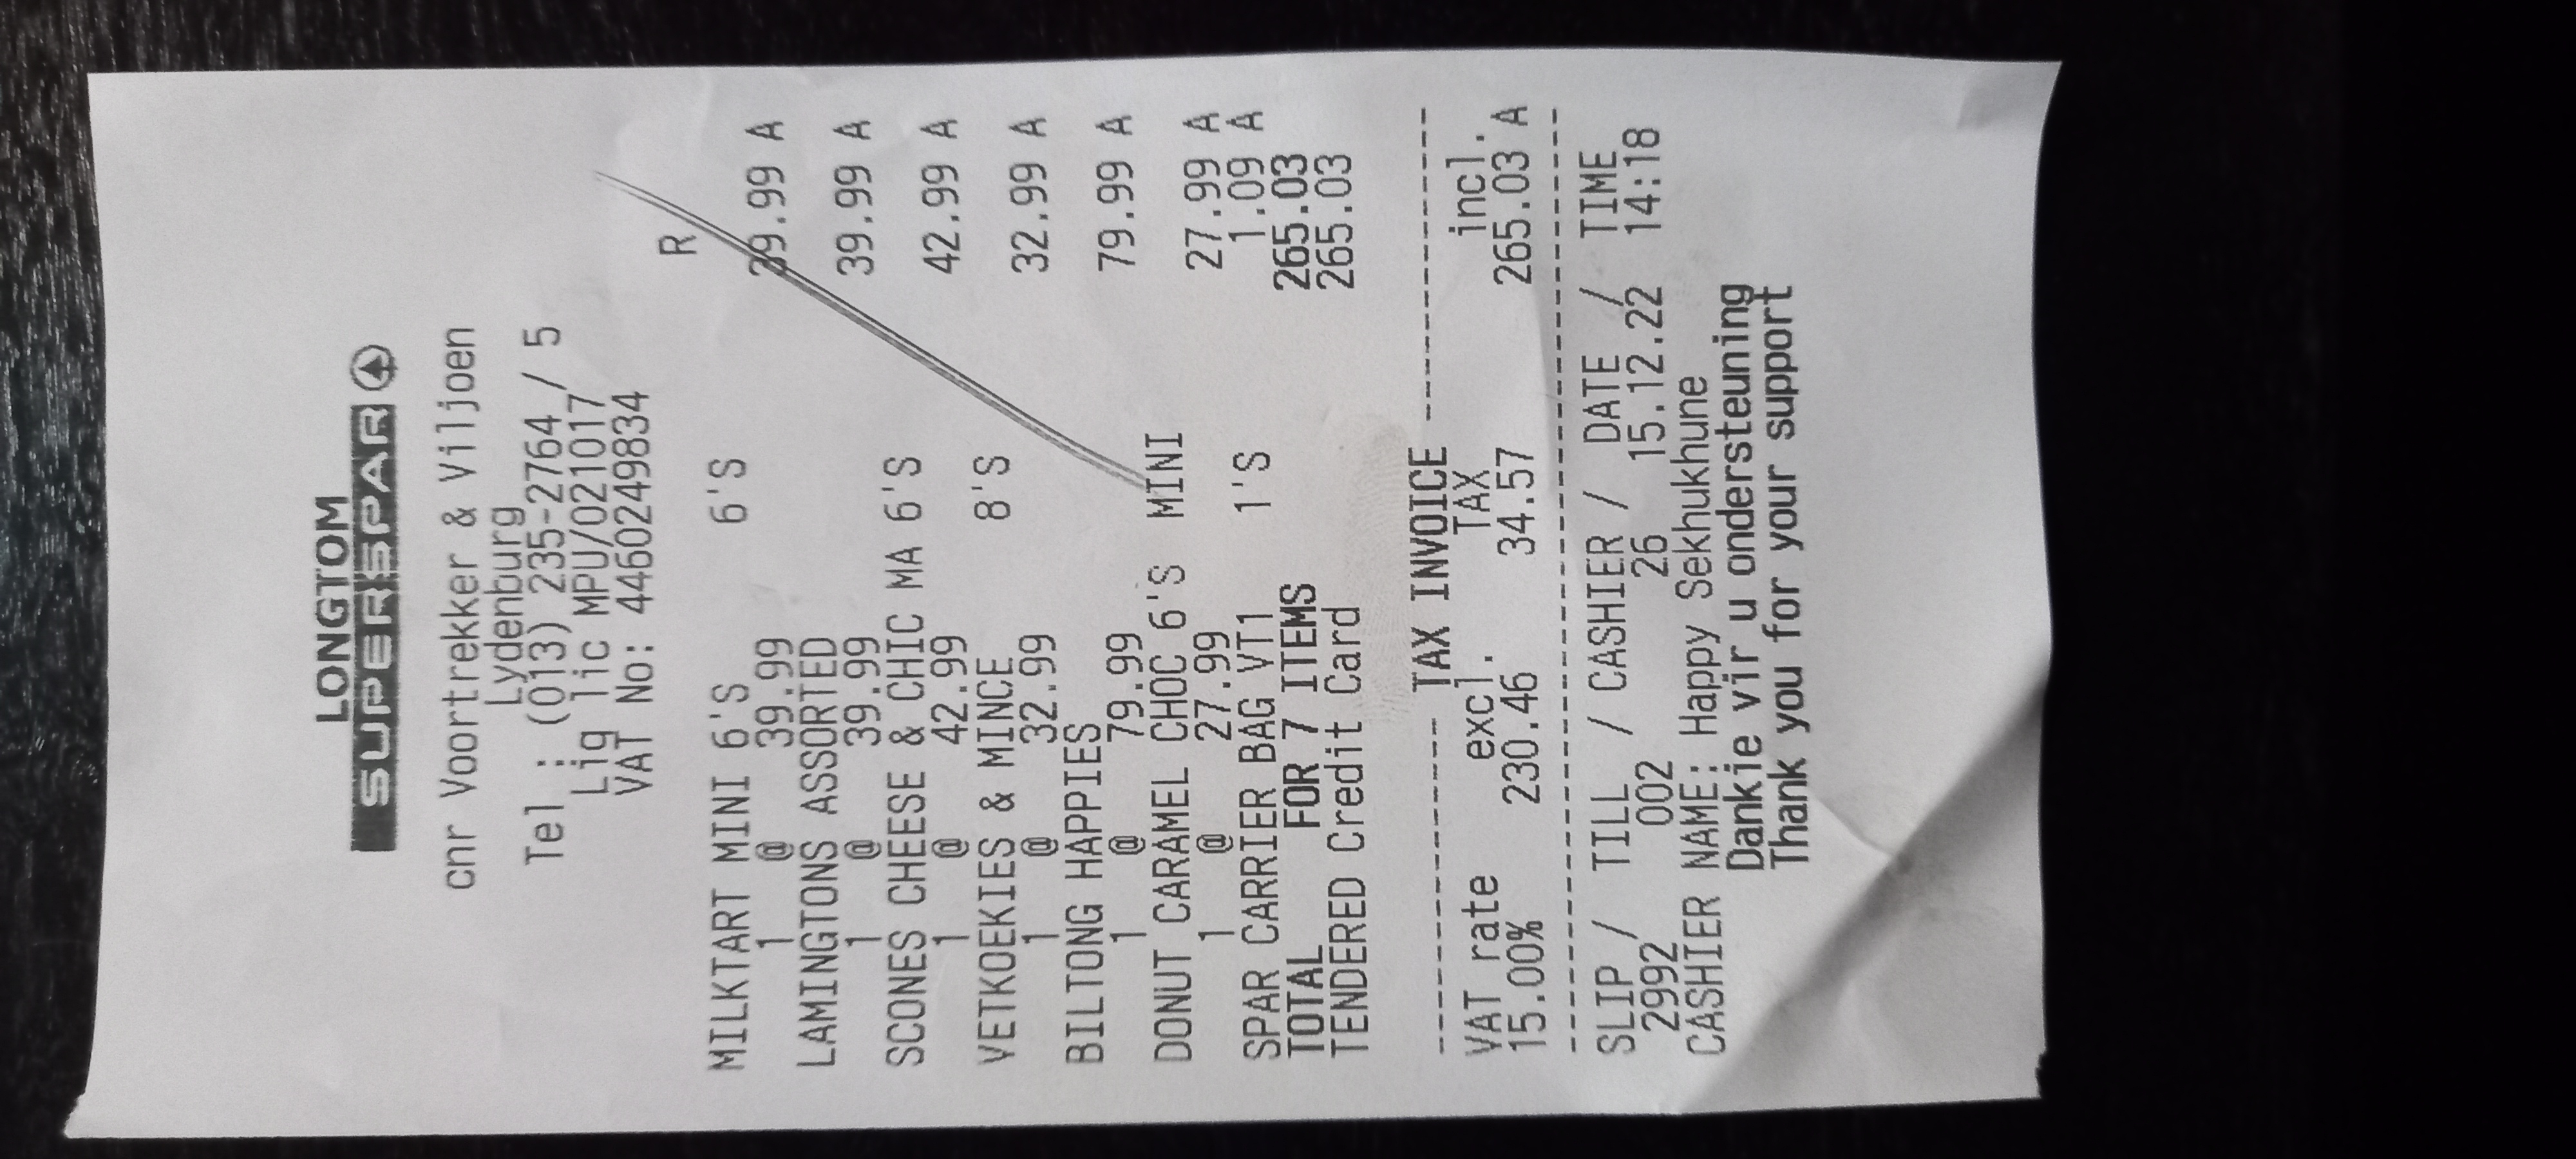 LONGTOM
SUPERSPAR
cnr Voortrekker & Viljoen
Lydenburg
Tel : (013) 235-2764 / 5
Liq lic MPU/021017
VAT No: 4460249834
R
MILKTART MINI 6'S 6'S
1 @ 39.99 39.99 A
LAMINGTONS ASSORTED
1 @ 39.99 39.99 A
SCONES CHEESE & CHIC MA 6'S
1 @ 42.99 42.99 A
VETKOEKIES & MINCE 8'S
1 @ 32.99 32.99 A
BILTONG HAPPIES
1 @ 79.99 79.99 A
DONUT CARAMEL CHOC 6'S MINI
1 @ 27.99 27.99 A
SPAR CARRIER BAG VT1 1'S 1.09 A
TOTAL FOR 7 ITEMS 265.03
TENDERED Credit Card 265.03
--------------- TAX INVOICE --------------
VAT rate excl. TAX incl.
15.00% 230.46 34.57 265.03 A
------------------------------------------
SLIP / TILL / CASHIER / DATE / TIME
2992 002 26 15.12.22 14:18
CASHIER NAME: Happy Sekhukhune
Dankie vir u ondersteuning
Thank you for your support